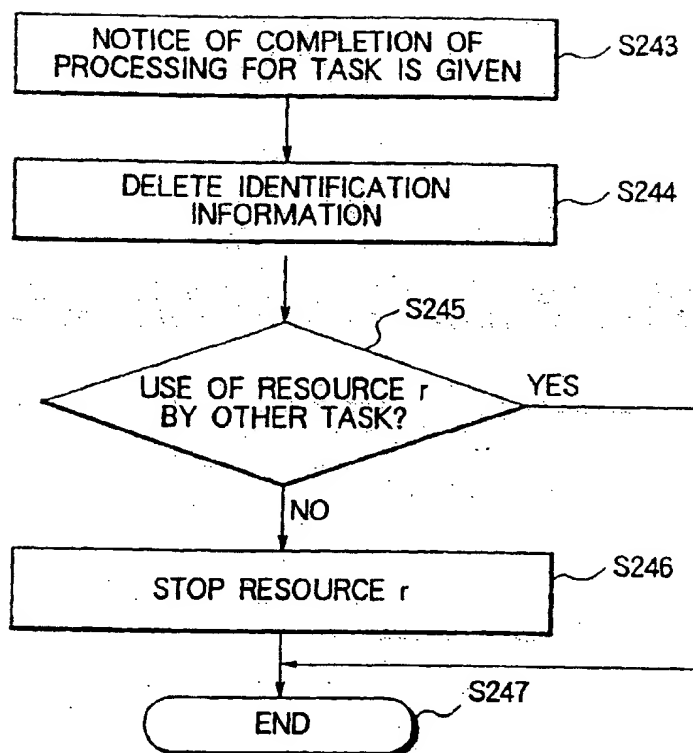 NOTICE OF COMPLETION OF
PROCESSING FOR TASK IS GIVEN
S243
DELETE IDENTIFICATION
INFORMATION
S244
S245
USE OF RESOURCE r
BY OTHER TASK?
YES
NO
STOP RESOURCE r
S246
END
S247